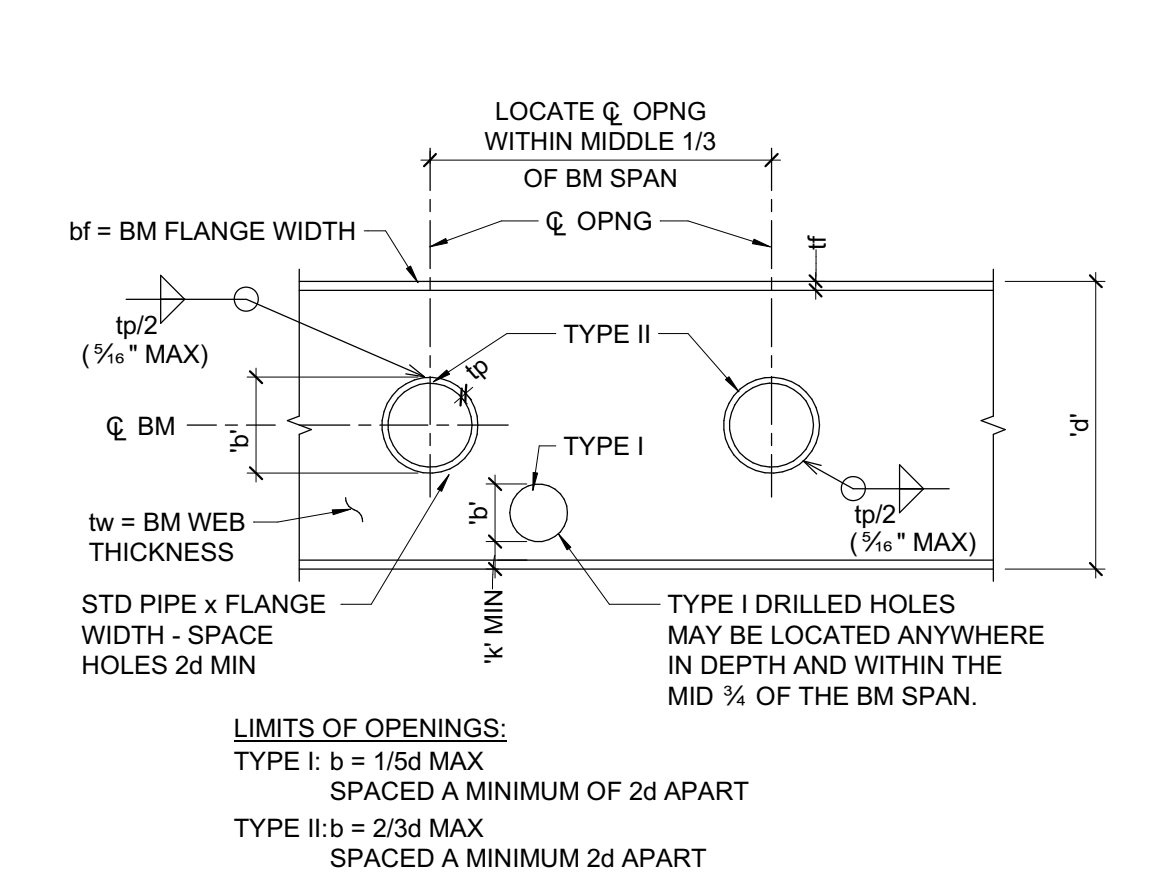 LOCATE ℄ OPNG
WITHIN MIDDLE 1/3
OF BM SPAN
℄ OPNG
bf = BM FLANGE WIDTH
tf
tp/2
(5⁄16" MAX)
TYPE II
tp
℄ BM
'b'
'd'
TYPE I
'b'
tw = BM WEB
THICKNESS
tp/2
(5⁄16" MAX)
STD PIPE x FLANGE
WIDTH - SPACE
HOLES 2d MIN
'k' MIN
TYPE I DRILLED HOLES
MAY BE LOCATED ANYWHERE
IN DEPTH AND WITHIN THE
MID ¾ OF THE BM SPAN.
LIMITS OF OPENINGS:
TYPE I: b = 1/5d MAX
SPACED A MINIMUM OF 2d APART
TYPE II: b = 2/3d MAX
SPACED A MINIMUM 2d APART